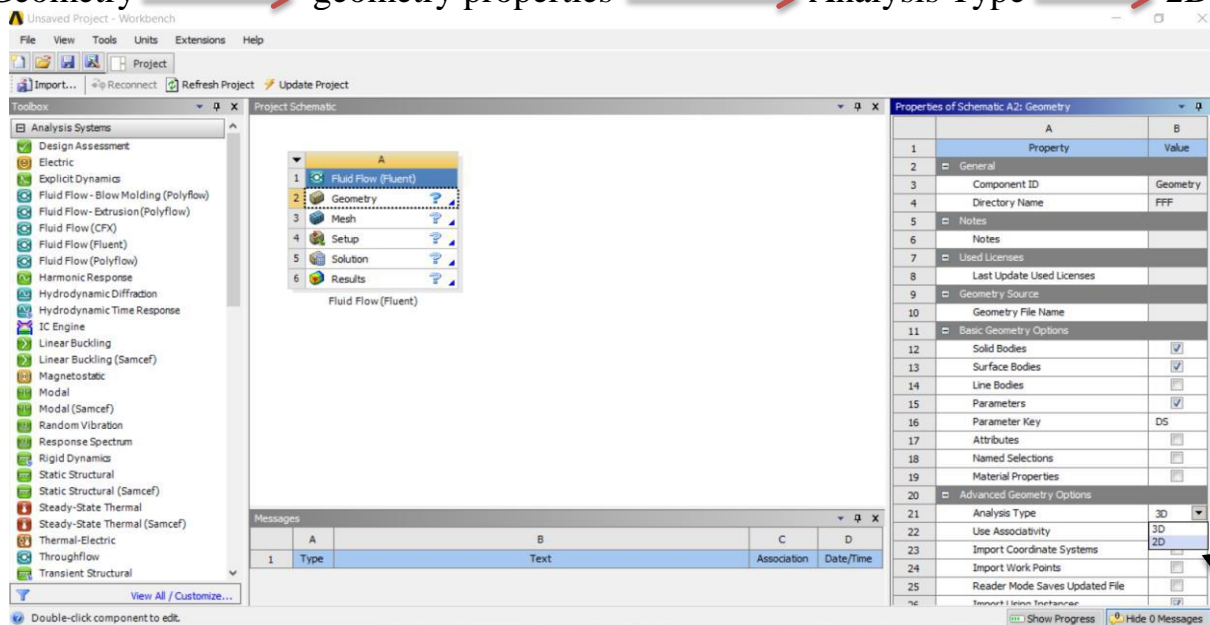 Geometry geometry properties Analysis Type 2D
Unsaved Project - Workbench
File View Tools Units Extensions Help
Project
Import... Reconnect Refresh Project Update Project
Toolbox
Analysis Systems
Design Assessment
Electric
Explicit Dynamics
Fluid Flow - Blow Molding (Polyflow)
Fluid Flow - Extrusion (Polyflow)
Fluid Flow (CFX)
Fluid Flow (Fluent)
Fluid Flow (Polyflow)
Harmonic Response
Hydrodynamic Diffraction
Hydrodynamic Time Response
IC Engine
Linear Buckling
Linear Buckling (Samcef)
Magnetostatic
Modal
Modal (Samcef)
Random Vibration
Response Spectrum
Rigid Dynamics
Static Structural
Static Structural (Samcef)
Steady-State Thermal
Steady-State Thermal (Samcef)
Thermal-Electric
Throughflow
Transient Structural
View All / Customize...
Project Schematic
A
1 Fluid Flow (Fluent)
2 Geometry ?
3 Mesh ?
4 Setup ?
5 Solution ?
6 Results ?
Fluid Flow (Fluent)
Messages
A B C D
1 Type Text Association Date/Time
Properties of Schematic A2: Geometry
A B
1 Property Value
2 General
3 Component ID Geometry
4 Directory Name FFF
5 Notes
6 Notes
7 Used Licenses
8 Last Update Used Licenses
9 Geometry Source
10 Geometry File Name
11 Basic Geometry Options
12 Solid Bodies
13 Surface Bodies
14 Line Bodies
15 Parameters
16 Parameter Key DS
17 Attributes
18 Named Selections
19 Material Properties
20 Advanced Geometry Options
21 Analysis Type 3D
22 Use Associativity 3D
2D
23 Import Coordinate Systems
24 Import Work Points
25 Reader Mode Saves Updated File
26 Import Using Instances
Double-click component to edit.
Show Progress Hide 0 Messages